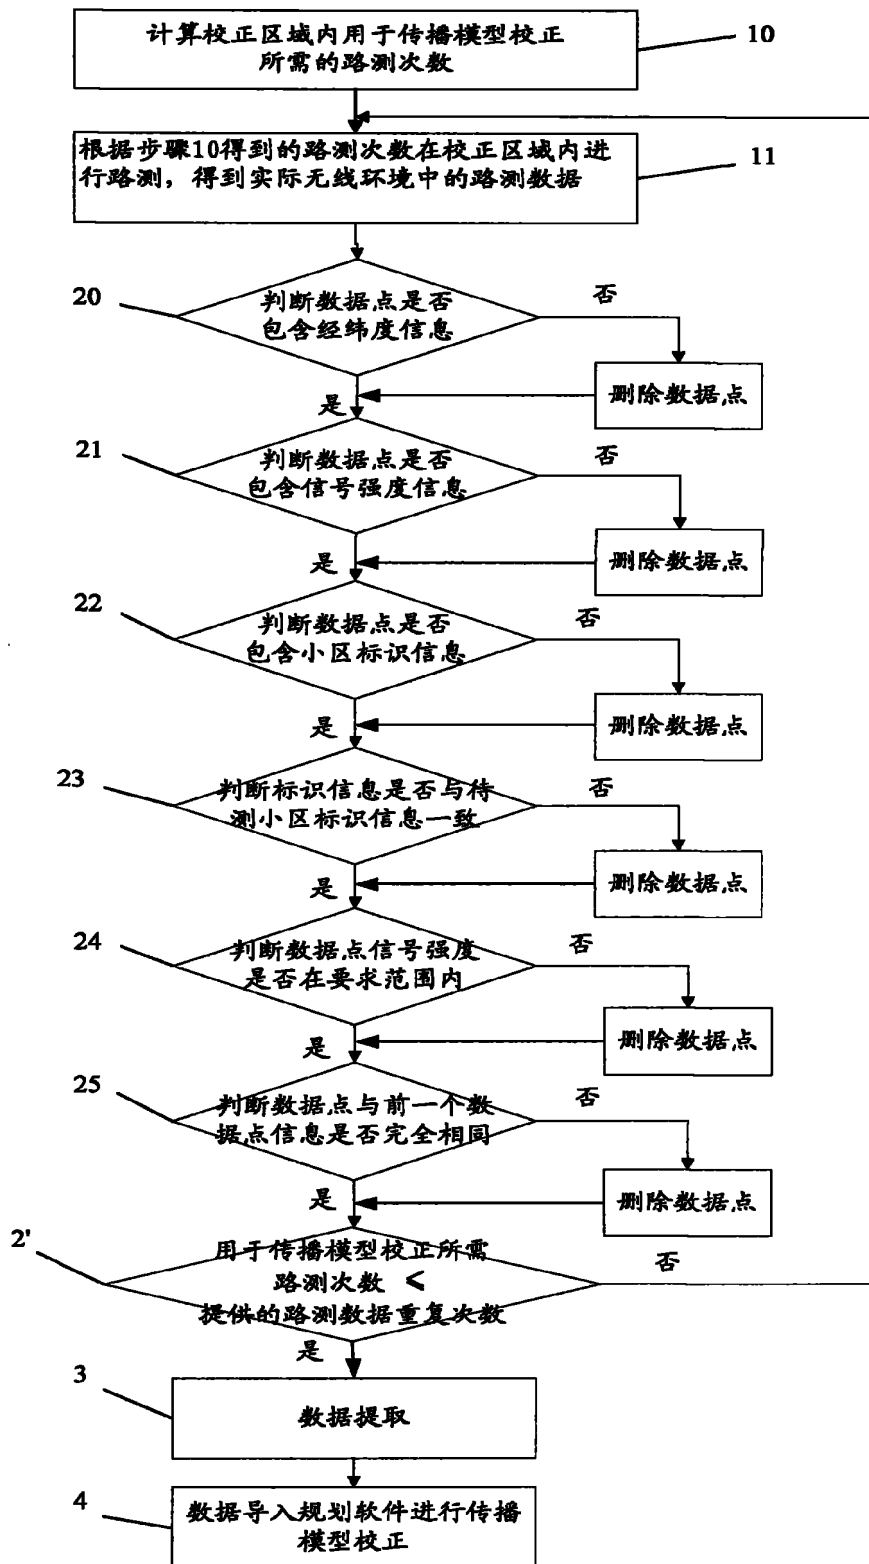 计算校正区域内用于传播模型校正
所需的路测次数
10
根据步骤10得到的路测次数在校正区域内进
行路测，得到实际无线环境中的路测数据
11
20
判断数据点是否
包含经纬度信息
否
删除数据点
是
21
判断数据点是否
包含信号强度信息
否
删除数据点
是
22
判断数据点是否
包含小区标识信息
否
删除数据点
是
23
判断标识信息是否与待
测小区标识信息一致
否
删除数据点
是
24
判断数据点信号强度
是否在要求范围内
否
删除数据点
是
25
判断数据点与前一个数
据点信息是否完全相同
否
删除数据点
是
2'
用于传播模型校正所需
路测次数 <
提供的路测数据重复次数
否
是
3
数据提取
4
数据导入规划软件进行传播
模型校正